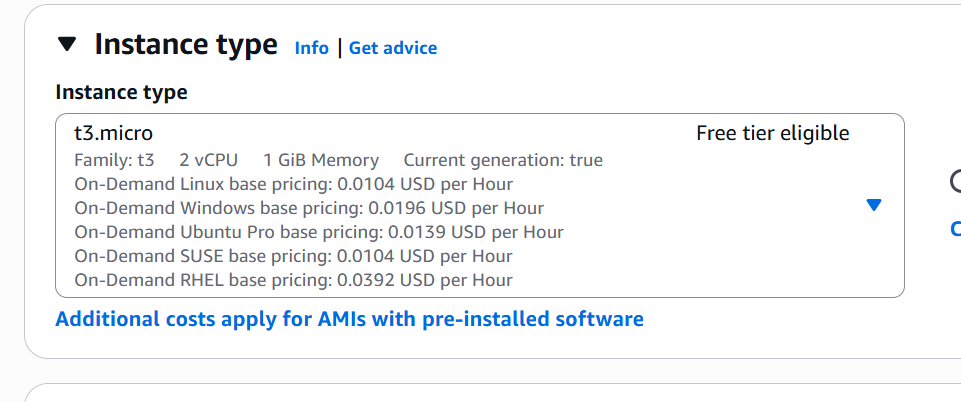 Instance type Info | Get advice
Instance type
t3.micro Free tier eligible
Family: t3 2 vCPU 1 GiB Memory Current generation: true
On-Demand Linux base pricing: 0.0104 USD per Hour
On-Demand Windows base pricing: 0.0196 USD per Hour
On-Demand Ubuntu Pro base pricing: 0.0139 USD per Hour
On-Demand SUSE base pricing: 0.0104 USD per Hour
On-Demand RHEL base pricing: 0.0392 USD per Hour
Additional costs apply for AMIs with pre-installed software